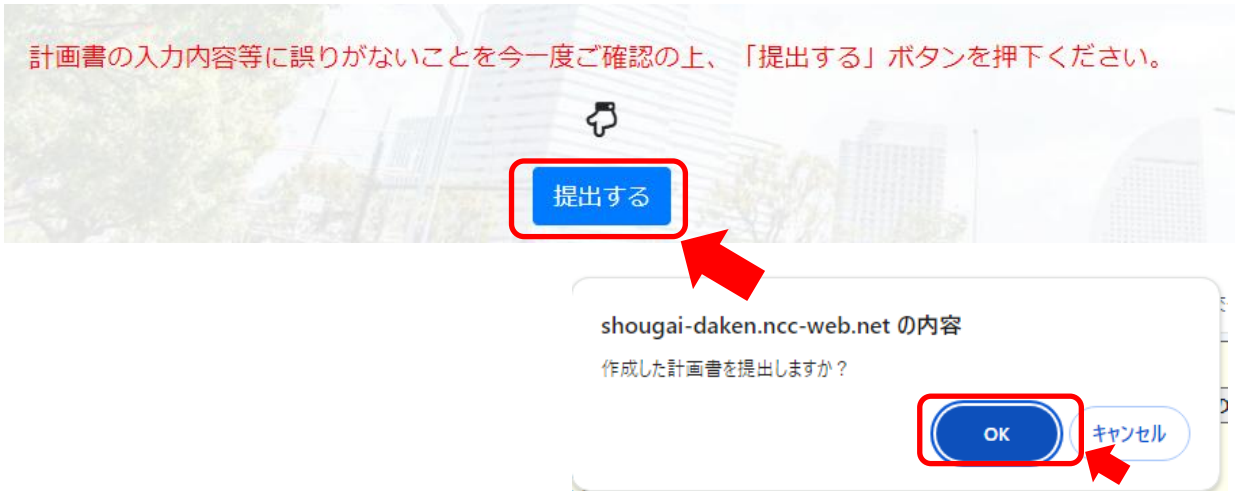 計画書の入力内容等に誤りがないことを今一度ご確認の上、「提出する」ボタンを押下ください。
提出する
shougai-daken.ncc-web.net の内容
作成した計画書を提出しますか？
OK
キャンセル